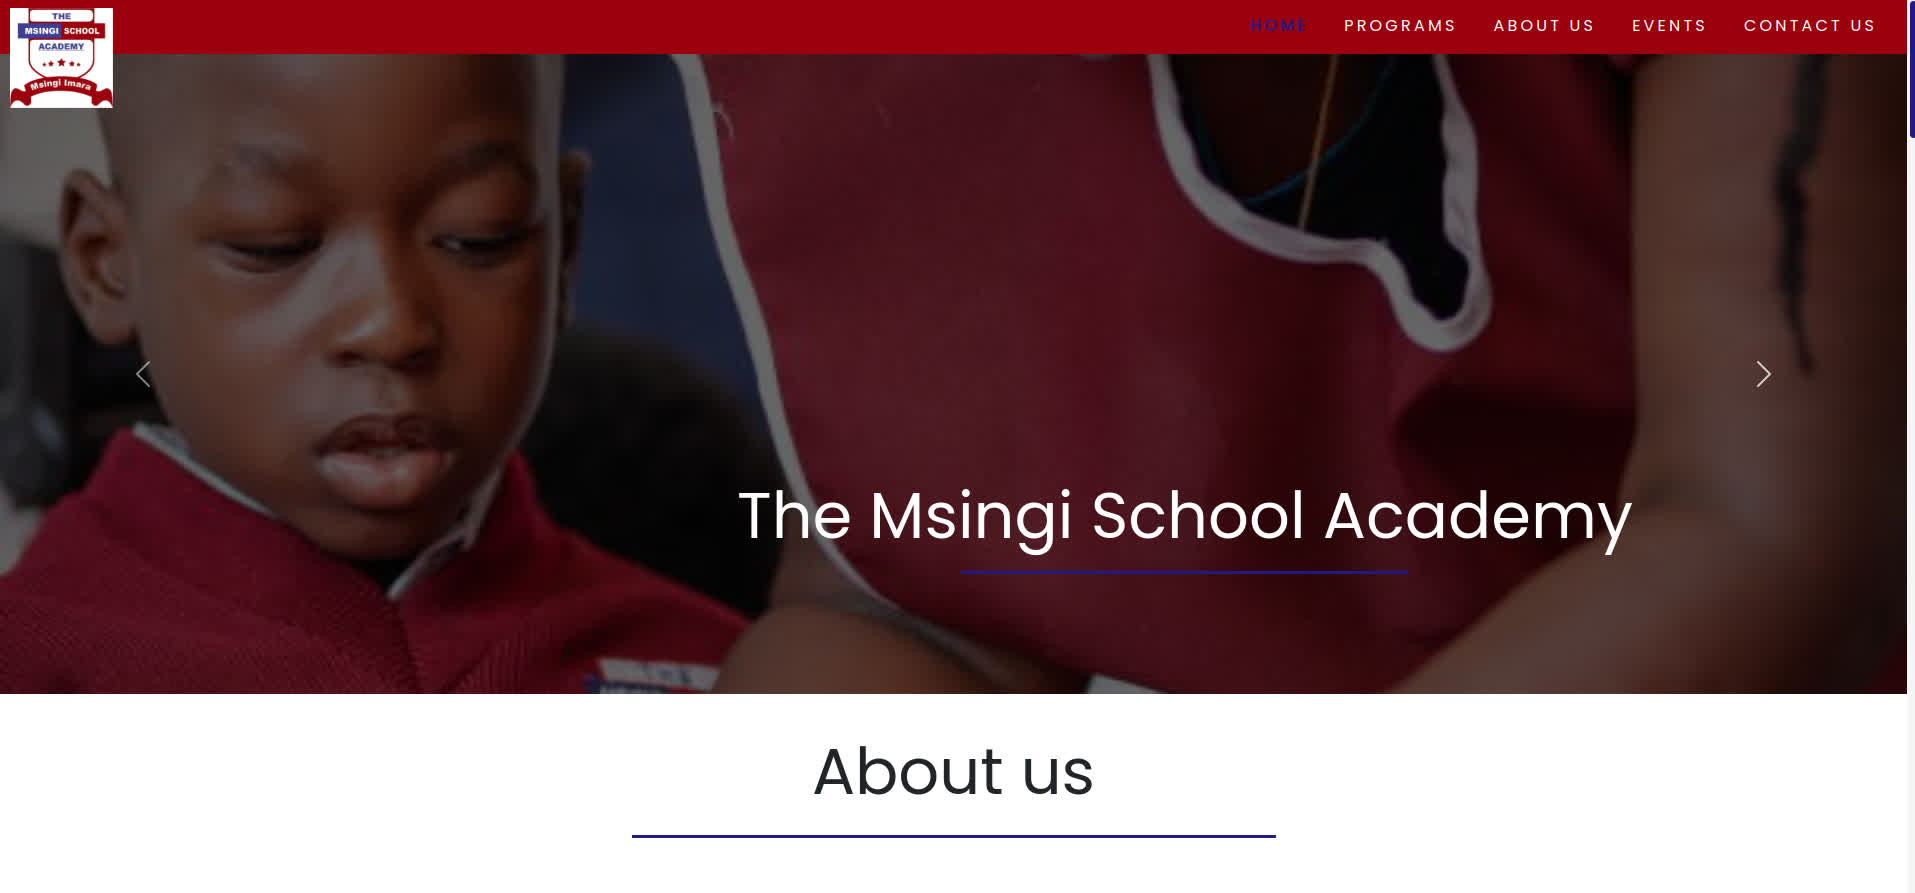 THE
MSINGI SCHOOL
ACADEMY
Msingi Imara
HOME PROGRAMS ABOUT US EVENTS CONTACT US
The Msingi School Academy
About us